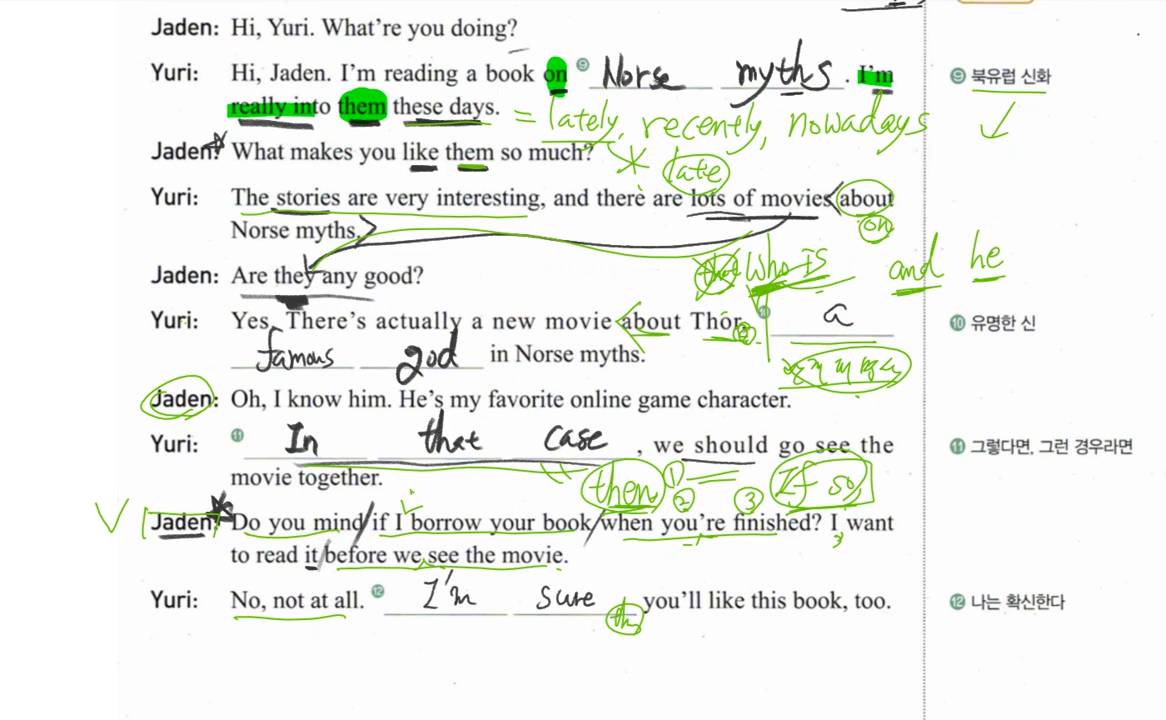 Jaden: Hi, Yuri. What're you doing?
Yuri: Hi, Jaden. I'm reading a book on ⑨ Norse myths. I'm
⑨ 북유럽 신화
really into them these days. = lately, recently, nowadays
Jaden: What makes you like them so much?
late
Yuri: The stories are very interesting, and there are lots of movies about
on
Norse myths.
Jaden: Are they any good?
that who is and he
Yuri: Yes, There's actually a new movie about Thor, ⑩ a
⑩ 유명한 신
famous god in Norse myths.
Jaden: Oh, I know him. He's my favorite online game character.
Yuri: ⑪ In that case, we should go see the
⑪ 그렇다면, 그런 경우라면
movie together.
then ① = ② ③ If so
Jaden: Do you mind/if I borrow your book/when you're finished? I want
to read it/before we see the movie.
Yuri: No, not at all. ⑫ I'm sure you'll like this book, too.
⑫ 나는 확신한다